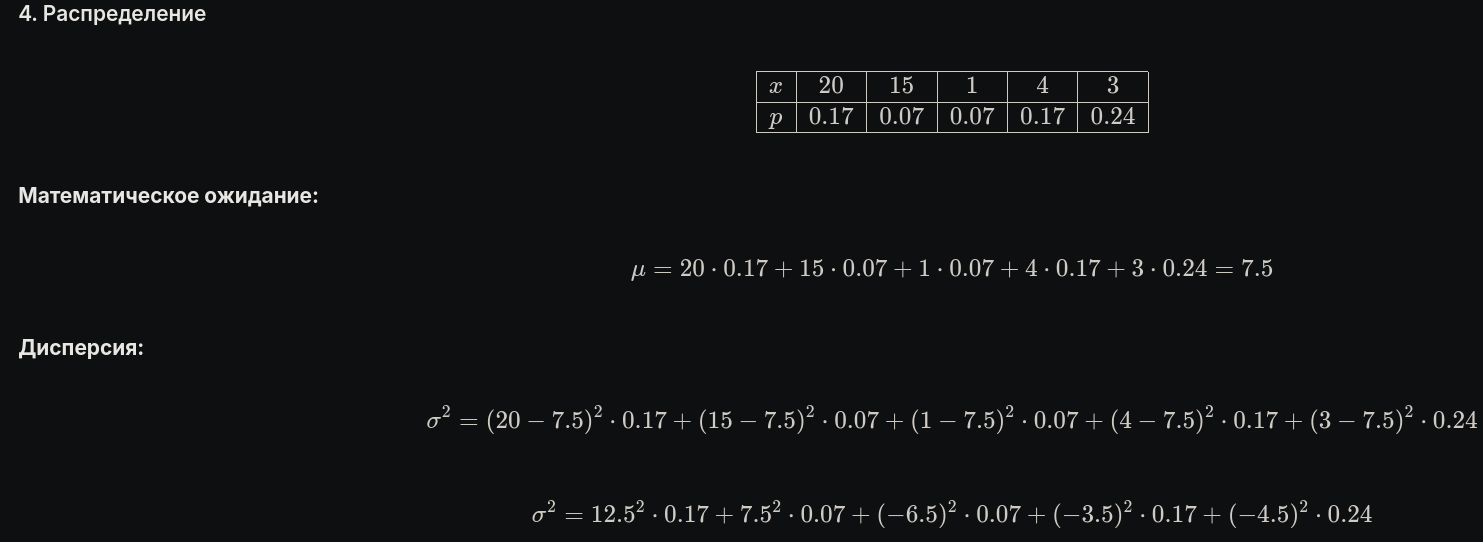 4. Распределение
x 20 15 1 4 3
p 0.17 0.07 0.07 0.17 0.24
Математическое ожидание:
μ = 20 · 0.17 + 15 · 0.07 + 1 · 0.07 + 4 · 0.17 + 3 · 0.24 = 7.5
Дисперсия:
σ² = (20 − 7.5)² · 0.17 + (15 − 7.5)² · 0.07 + (1 − 7.5)² · 0.07 + (4 − 7.5)² · 0.17 + (3 − 7.5)² · 0.24
σ² = 12.5² · 0.17 + 7.5² · 0.07 + (−6.5)² · 0.07 + (−3.5)² · 0.17 + (−4.5)² · 0.24